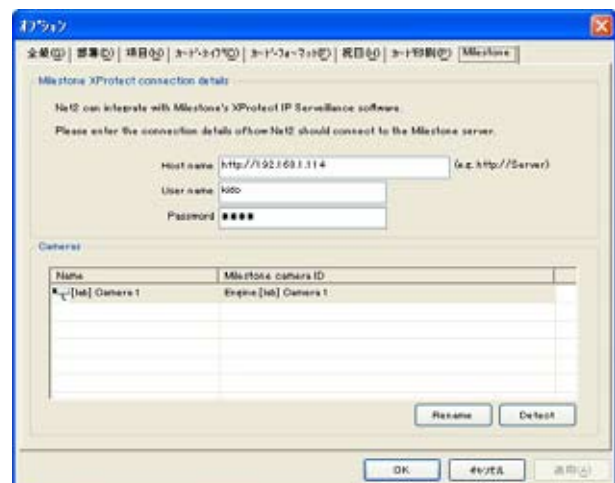 オプション
全般(G) 部署(D) 項目(N) カード・タイプ(C) カード・フォーマット(F) 祝日(H) カード印刷(P) Milestone
Milestone XProtect connection details
Net2 can integrate with Milestone's XProtect IP Serveillance software.
Please enter the connection details of how Net2 should connect to the Milestone server.
Host name http://192.168.1.114 (e.g. http://Server)
User name kido
Password ●●●●
Cameras
Name Milestone camera ID
[lab] Camera 1 Engine.[lab] Camera 1
Rename Detect
OK キャンセル 適用(A)